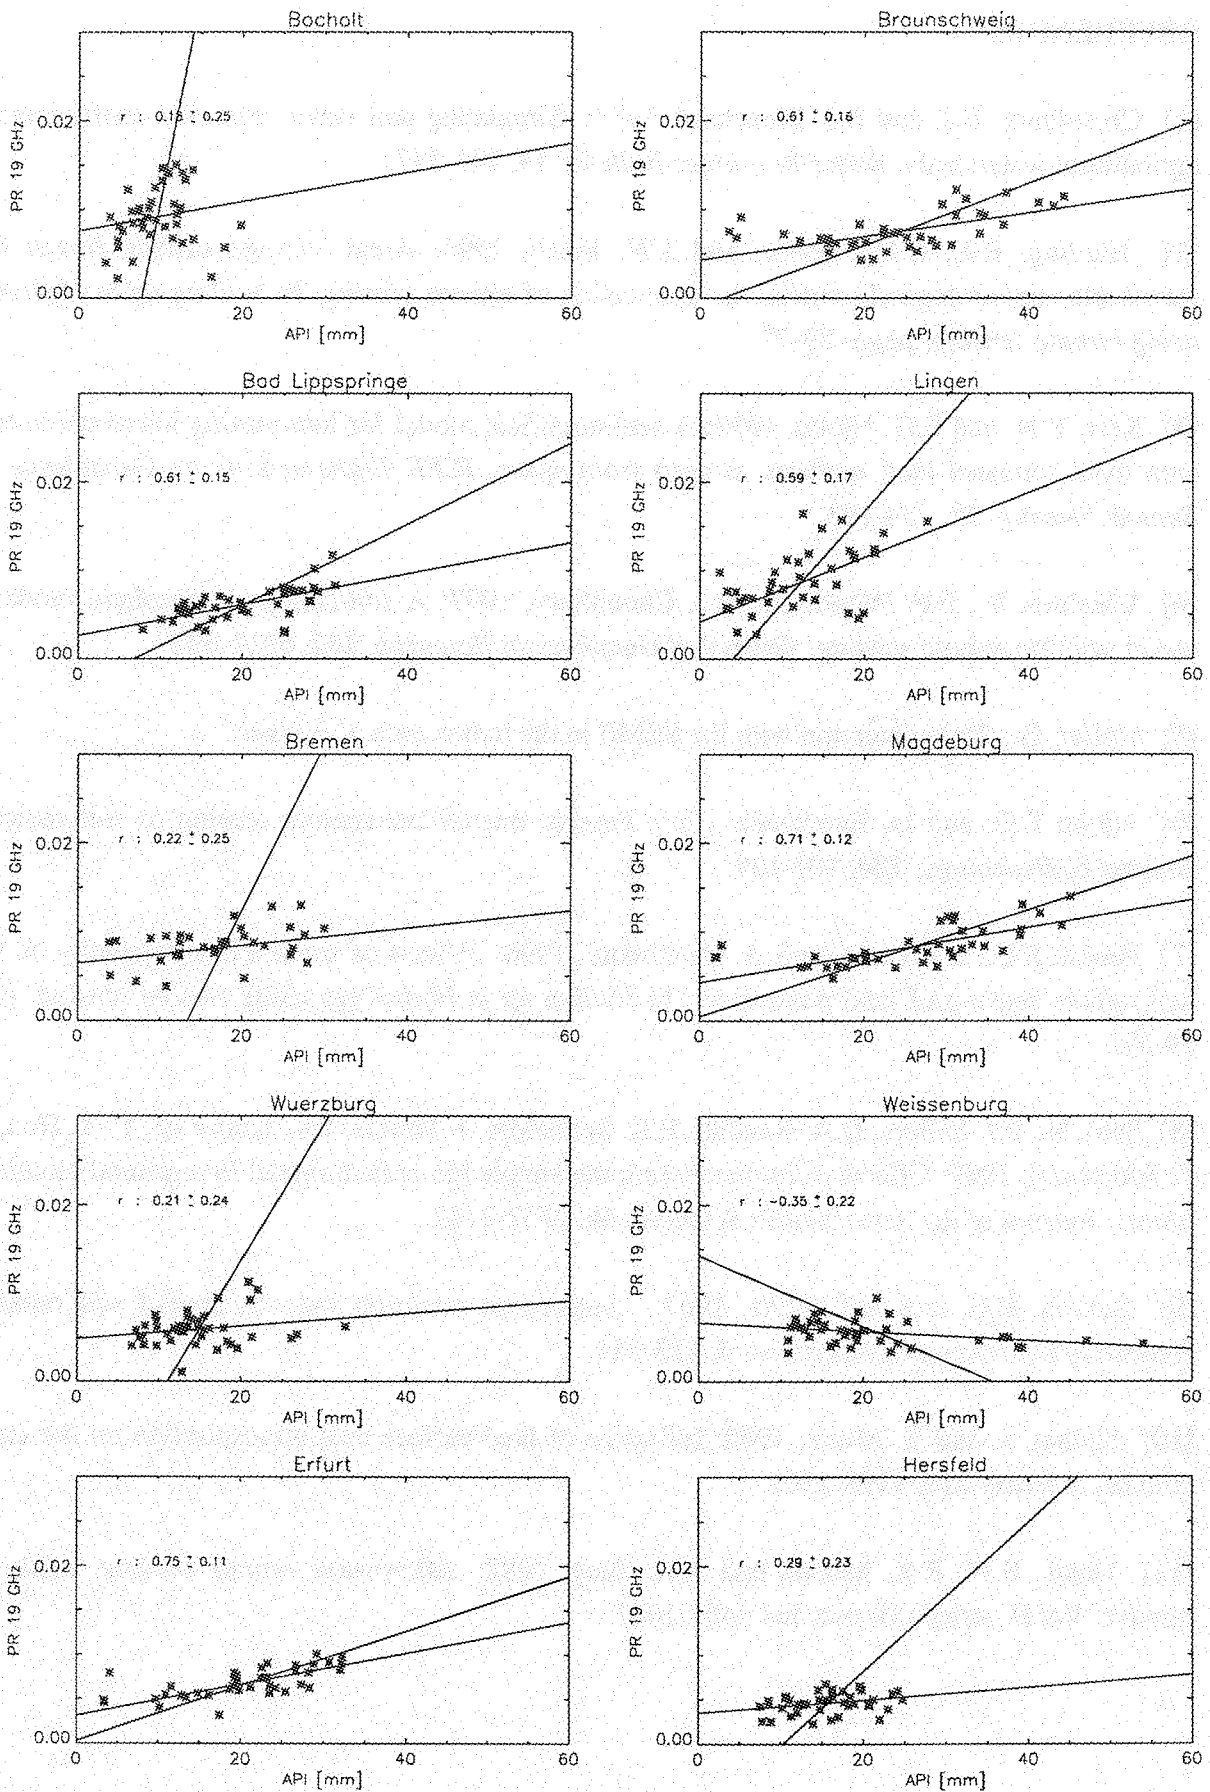 Bocholt
PR 19 GHz
0.02
0.00
r : 0.18 ± 0.25
0 20 40 60
API [mm]
Braunschweig
PR 19 GHz
0.02
0.00
r : 0.61 ± 0.16
0 20 40 60
API [mm]
Bad Lippspringe
PR 19 GHz
0.02
0.00
r : 0.61 ± 0.15
0 20 40 60
API [mm]
Lingen
PR 19 GHz
0.02
0.00
r : 0.59 ± 0.17
0 20 40 60
API [mm]
Bremen
PR 19 GHz
0.02
0.00
r : 0.22 ± 0.25
0 20 40 60
API [mm]
Magdeburg
PR 19 GHz
0.02
0.00
r : 0.71 ± 0.12
0 20 40 60
API [mm]
Wuerzburg
PR 19 GHz
0.02
0.00
r : 0.21 ± 0.24
0 20 40 60
API [mm]
Weissenburg
PR 19 GHz
0.02
0.00
r : -0.35 ± 0.22
0 20 40 60
API [mm]
Erfurt
PR 19 GHz
0.02
0.00
r : 0.75 ± 0.11
0 20 40 60
API [mm]
Hersfeld
PR 19 GHz
0.02
0.00
r : 0.29 ± 0.23
0 20 40 60
API [mm]